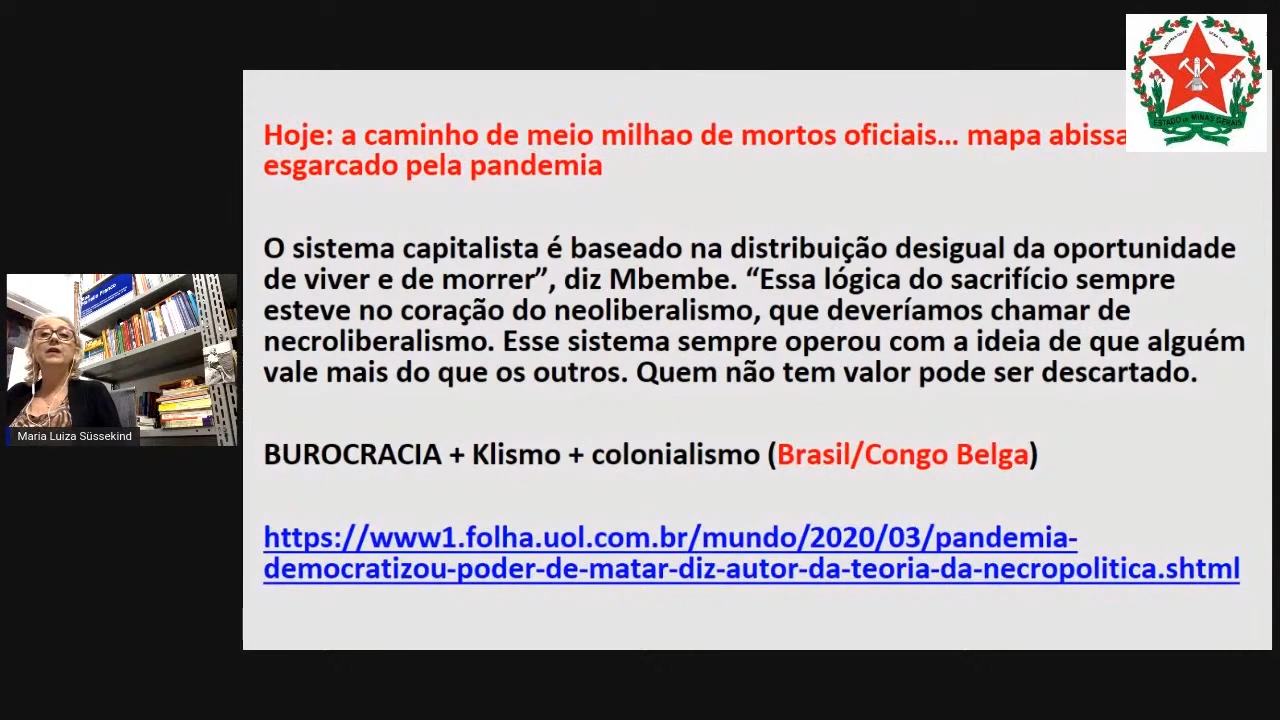 Hoje: a caminho de meio milhao de mortos oficiais... mapa
esgarcado pela pandemia
O sistema capitalista é baseado na distribuição desigual da oportunidade
de viver e de morrer”, diz Mbembe. “Essa lógica do sacrifício sempre
esteve no coração do neoliberalismo, que deveríamos chamar de
necroliberalismo. Esse sistema sempre operou com a ideia de que alguém
vale mais do que os outros. Quem não tem valor pode ser descartado.
BUROCRACIA + Klismo + colonialismo (Brasil/Congo Belga)
https://www1.folha.uol.com.br/mundo/2020/03/pandemia-
democratizou-poder-de-matar-diz-autor-da-teoria-da-necropolitica.shtml
Maria Luiza Süssekind
ESTADO DE MINAS GERAIS